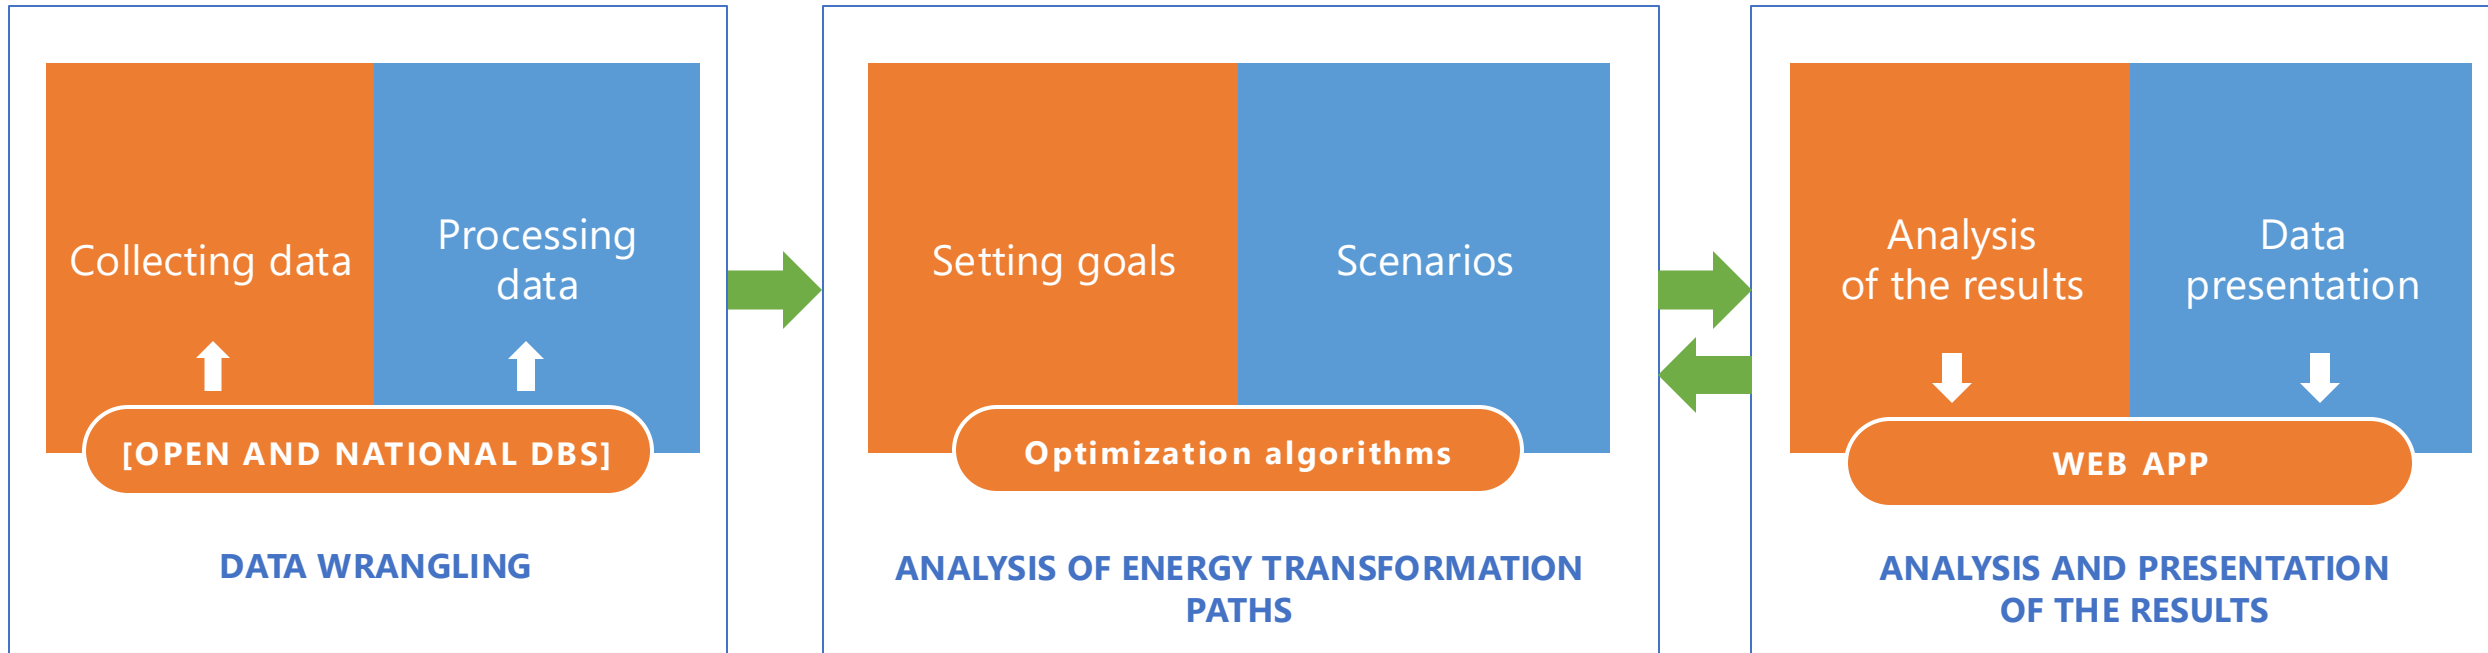 Collecting data
Processing
data
[OPEN AND NATIONAL DBS]
DATA WRANGLING
Setting goals
Scenarios
Optimization algorithms
ANALYSIS OF ENERGY TRANSFORMATION
PATHS
Analysis
of the results
Data
presentation
WEB APP
ANALYSIS AND PRESENTATION
OF THE RESULTS